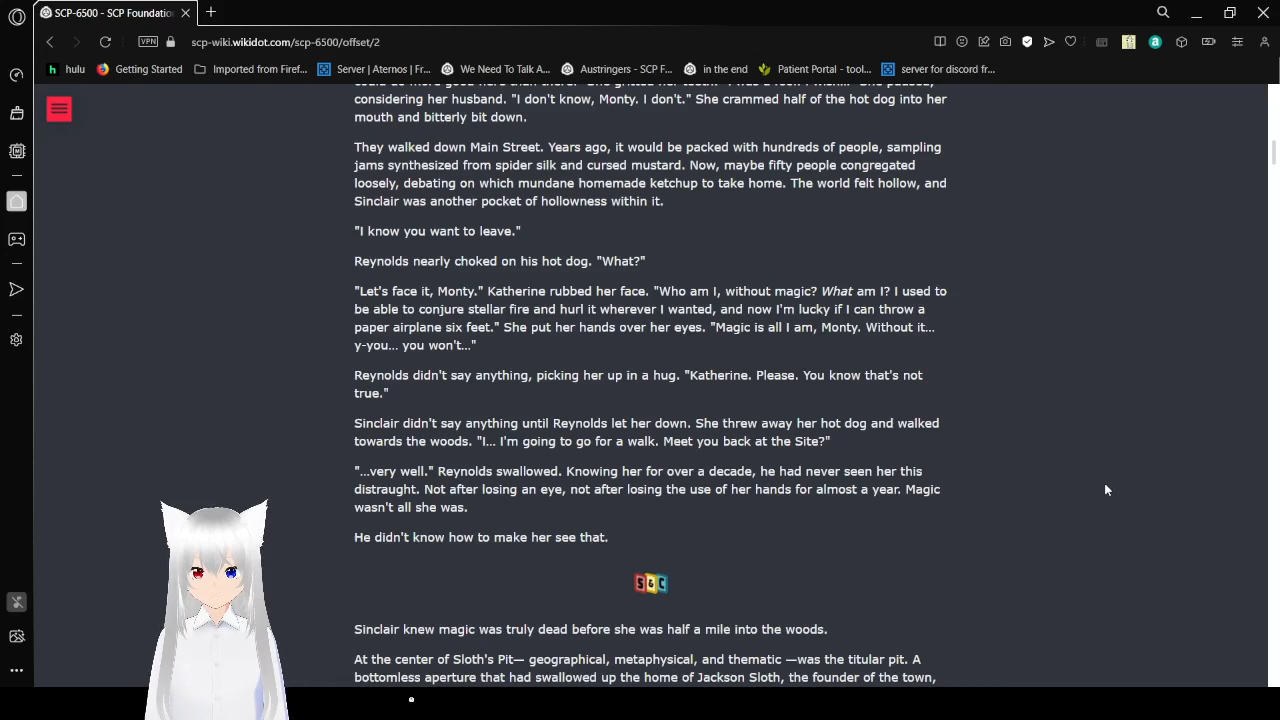 SCP-6500 - SCP Foundatio
VPN
scp-wiki.wikidot.com/scp-6500/offset/2
hulu
Getting Started
Imported from Firef...
Server | Aternos | Fr...
We Need To Talk A...
Austringers - SCP F...
in the end
Patient Portal - tool...
server for discord fra...
considering her husband. "I don't know, Monty. I don't." She crammed half of the hot dog into her
mouth and bitterly bit down.
They walked down Main Street. Years ago, it would be packed with hundreds of people, sampling
jams synthesized from spider silk and cursed mustard. Now, maybe fifty people congregated
loosely, debating on which mundane homemade ketchup to take home. The world felt hollow, and
Sinclair was another pocket of hollowness within it.
"I know you want to leave."
Reynolds nearly choked on his hot dog. "What?"
"Let's face it, Monty." Katherine rubbed her face. "Who am I, without magic? What am I? I used to
be able to conjure stellar fire and hurl it wherever I wanted, and now I'm lucky if I can throw a
paper airplane six feet." She put her hands over her eyes. "Magic is all I am, Monty. Without it...
y-you... you won't..."
Reynolds didn't say anything, picking her up in a hug. "Katherine. Please. You know that's not
true."
Sinclair didn't say anything until Reynolds let her down. She threw away her hot dog and walked
towards the woods. "I... I'm going to go for a walk. Meet you back at the Site?"
"...very well." Reynolds swallowed. Knowing her for over a decade, he had never seen her this
distraught. Not after losing an eye, not after losing the use of her hands for almost a year. Magic
wasn't all she was.
He didn't know how to make her see that.
S & C
Sinclair knew magic was truly dead before she was half a mile into the woods.
At the center of Sloth's Pit— geographical, metaphysical, and thematic —was the titular pit. A
bottomless aperture that had swallowed up the home of Jackson Sloth, the founder of the town,